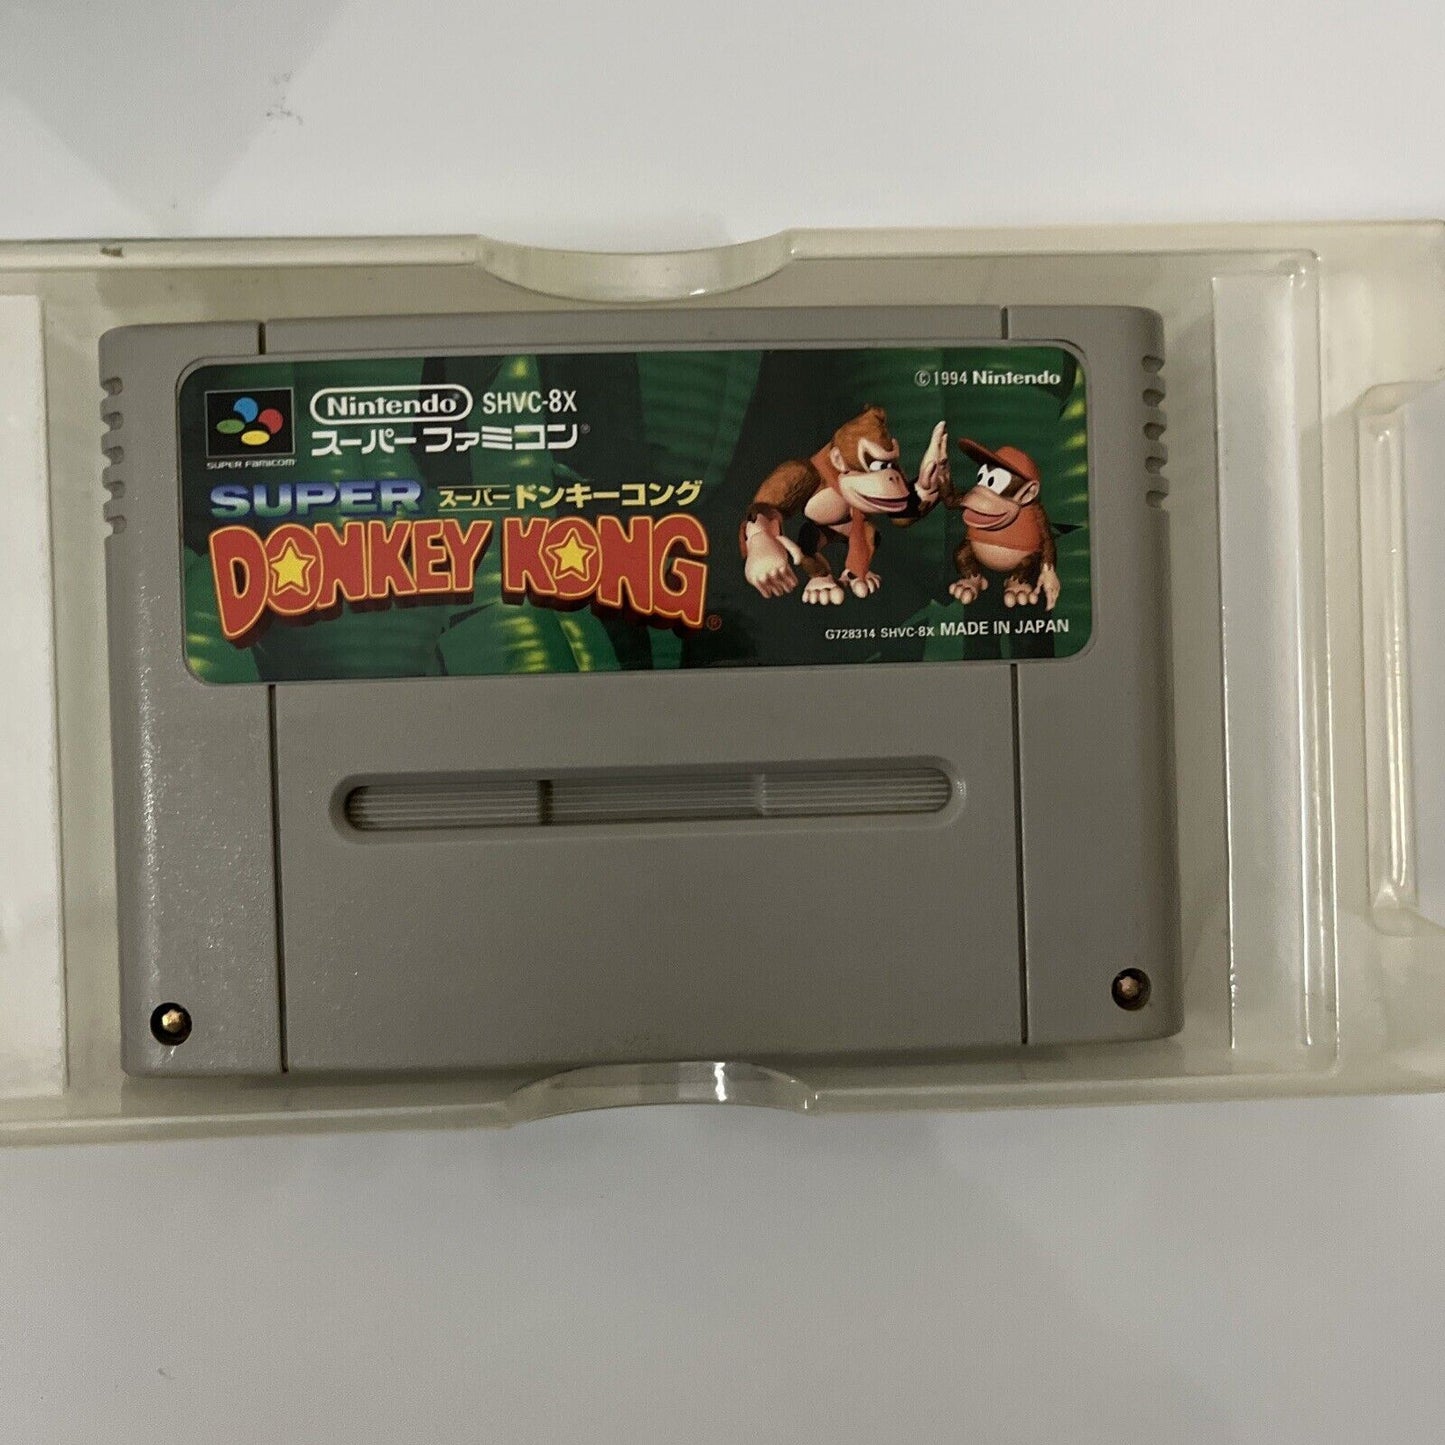 ©1994 Nintendo
Nintendo® SHVC-8X
スーパーファミコン®
SUPER FAMICOM
SUPER スーパードンキーコング
DONKEY KONG®
G728314 SHVC-8X MADE IN JAPAN